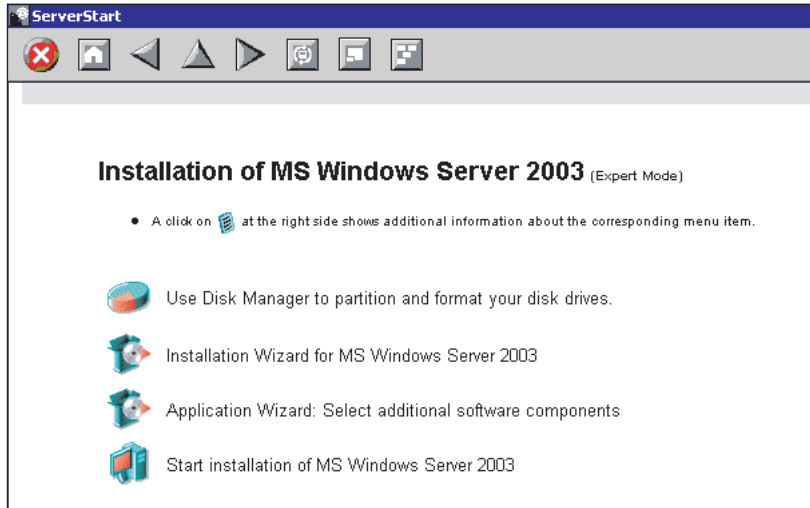 ServerStart
Installation of MS Windows Server 2003 (Expert Mode)
• A click on at the right side shows additional information about the corresponding menu item.
Use Disk Manager to partition and format your disk drives.
Installation Wizard for MS Windows Server 2003
Application Wizard: Select additional software components
Start installation of MS Windows Server 2003